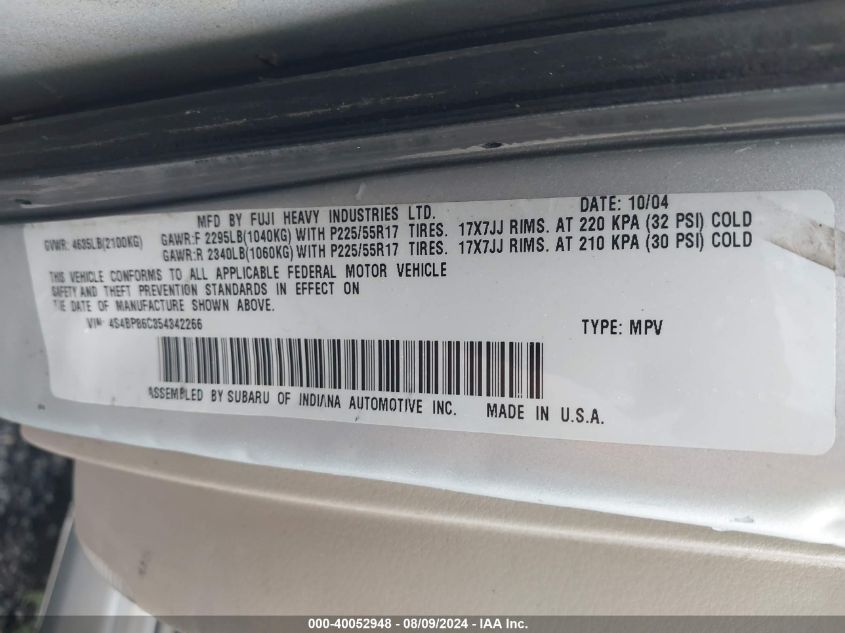 MFD BY FUJI HEAVY INDUSTRIES LTD. DATE: 10/04
GVWR: 4635LB(2100KG) GAWR:F 2295LB(1040KG) WITH P225/55R17 TIRES. 17X7JJ RIMS. AT 220 KPA (32 PSI) COLD
GAWR:R 2340LB(1060KG) WITH P225/55R17 TIRES. 17X7JJ RIMS. AT 210 KPA (30 PSI) COLD
THIS VEHICLE CONFORMS TO ALL APPLICABLE FEDERAL MOTOR VEHICLE
SAFETY AND THEFT PREVENTION STANDARDS IN EFFECT ON
THE DATE OF MANUFACTURE SHOWN ABOVE.
VIN: 4S4BP86C354342266 TYPE: MPV
ASSEMBLED BY SUBARU OF INDIANA AUTOMOTIVE INC. MADE IN U.S.A.
000-40052948 - 08/09/2024 - IAA Inc.